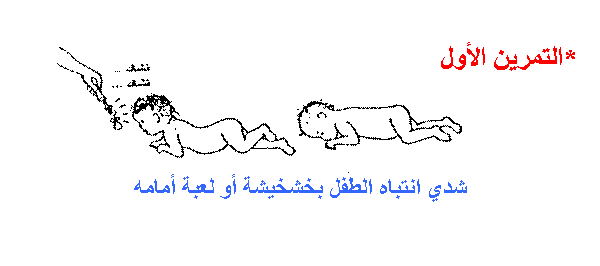 *التمرين الأول
شدي انتباه الطفل بخشخيشة أو لعبة أمامه